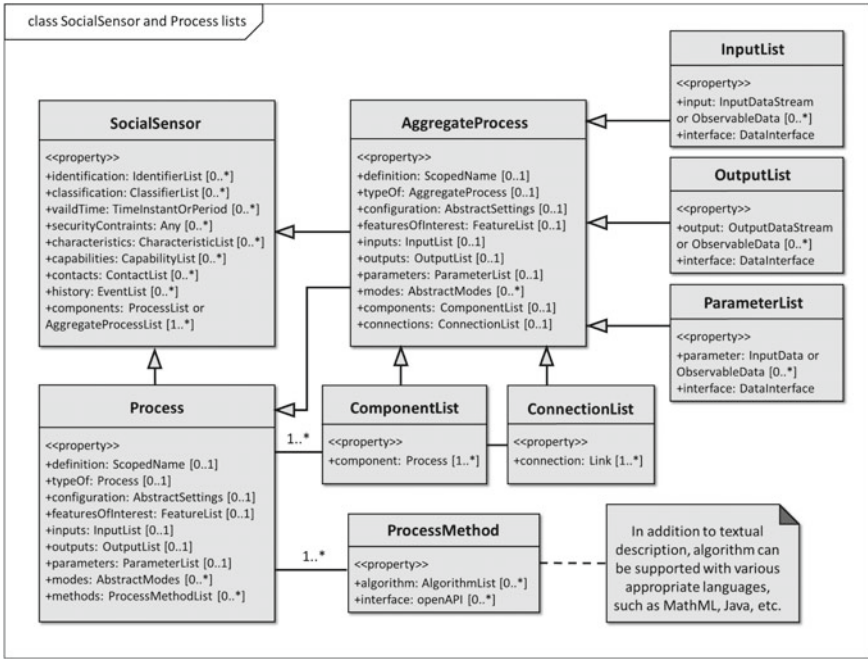 class SocialSensor and Process lists
SocialSensor
<<property>>
+identification: IdentifierList [0..*]
+classification: ClassifierList [0..*]
+vaildTime: TimeInstantOrPeriod [0..*]
+securityContraints: Any [0..*]
+characteristics: CharacteristicList [0..*]
+capabilities: CapabilityList [0..*]
+contacts: ContactList [0..*]
+history: EventList [0..*]
+components: ProcessList or
AggregateProcessList [1..*]
AggregateProcess
<<property>>
+definition: ScopedName [0..1]
+typeOf: AggregateProcess [0..1]
+configuration: AbstractSettings [0..1]
+featuresOfInterest: FeatureList [0..1]
+inputs: InputList [0..1]
+outputs: OutputList [0..1]
+parameters: ParameterList [0..1]
+modes: AbstractModes [0..*]
+components: ComponentList [0..1]
+connections: ConnectionList [0..1]
InputList
<<property>>
+input: InputDataStream
or ObservableData [0..*]
+interface: DataInterface
OutputList
<<property>>
+output: OutputDataStream
or ObservableData [0..*]
+interface: DataInterface
ParameterList
<<property>>
+parameter: InputData or
ObservableData [0..*]
+interface: DataInterface
Process
<<property>>
+definition: ScopedName [0..1]
+typeOf: Process [0..1]
+configuration: AbstractSettings [0..1]
+featuresOfInterest: FeatureList [0..1]
+inputs: InputList [0..1]
+outputs: OutputList [0..1]
+parameters: ParameterList [0..1]
+modes: AbstractModes [0..*]
+methods: ProcessMethodList [0..*]
1..*
ComponentList
<<property>>
+component: Process [1..*]
ConnectionList
<<property>>
+connection: Link [1..*]
1..*
ProcessMethod
<<property>>
+algorithm: AlgorithmList [0..*]
+interface: openAPI [0..*]
In addition to textual
description, algorithm can
be supported with various
appropriate languages,
such as MathML, Java, etc.